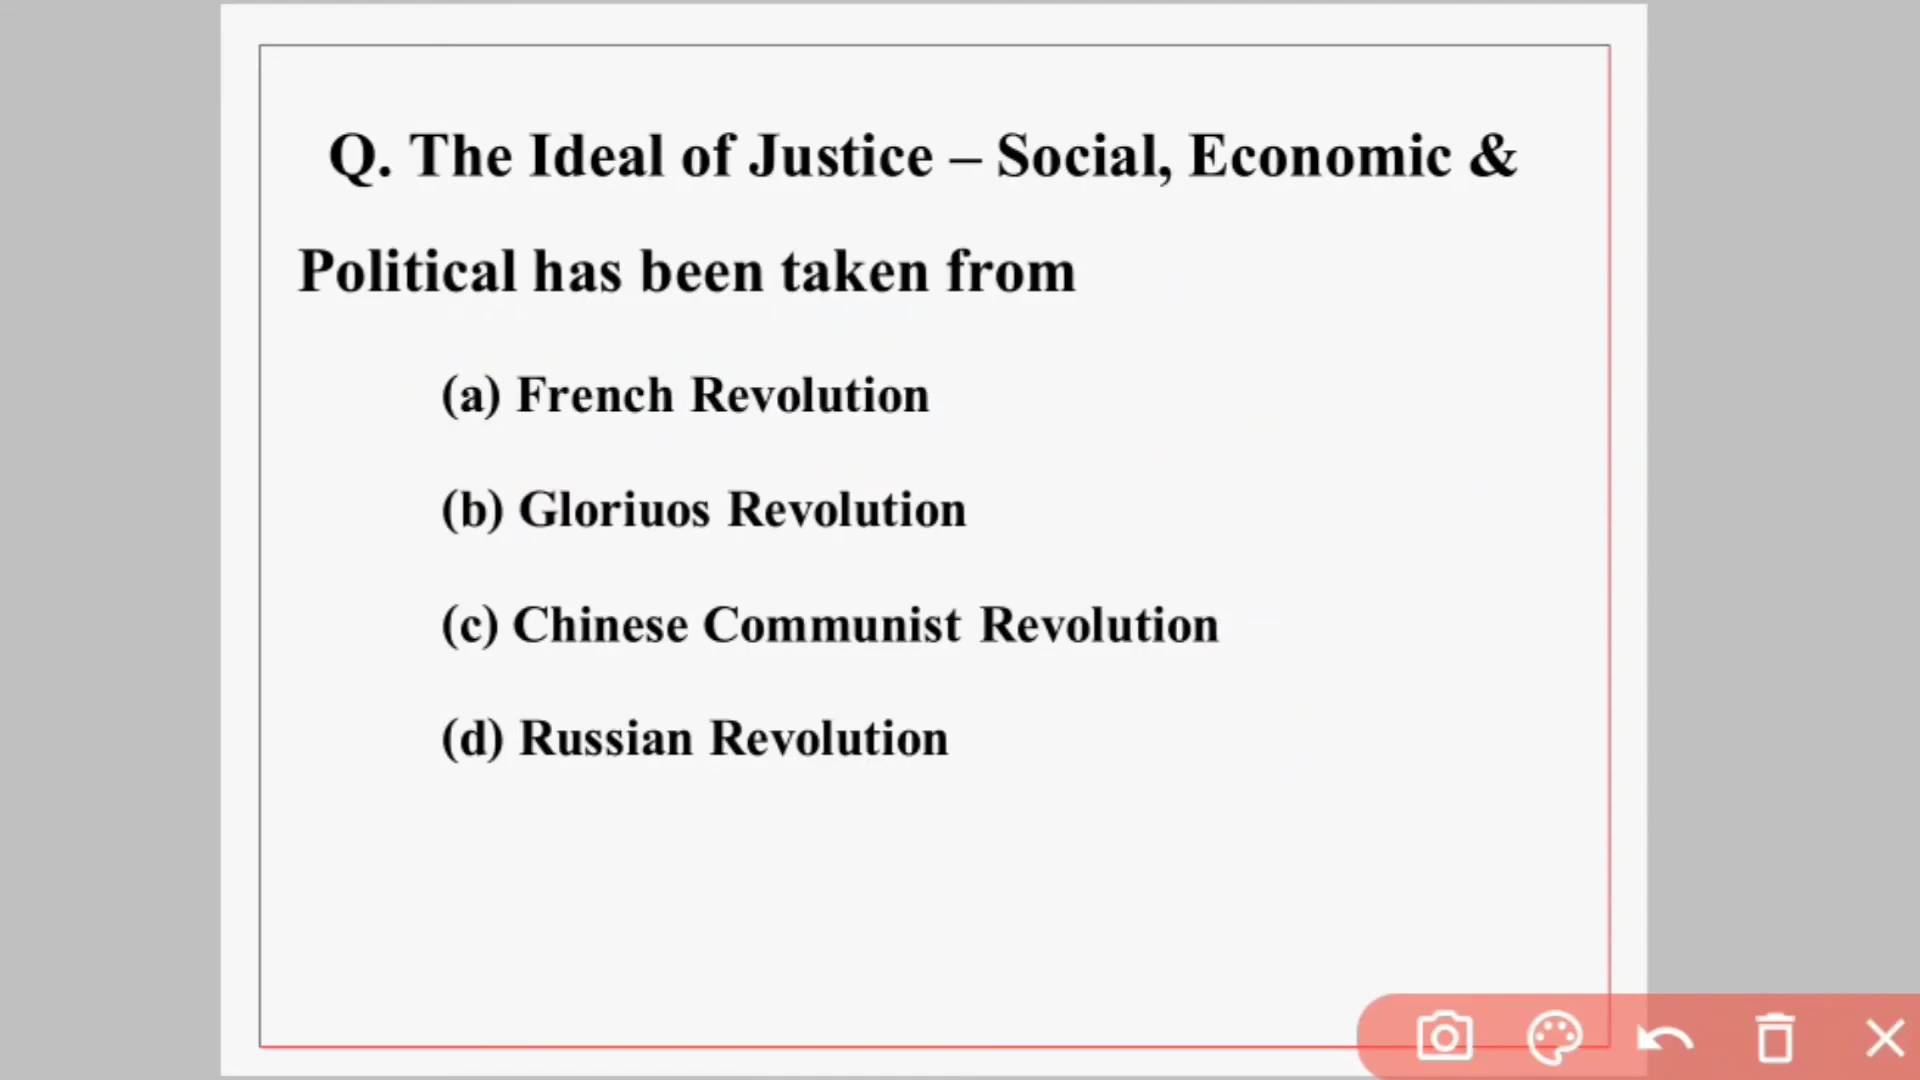 Q. The Ideal of Justice – Social, Economic &
Political has been taken from
(a) French Revolution
(b) Gloriuos Revolution
(c) Chinese Communist Revolution
(d) Russian Revolution